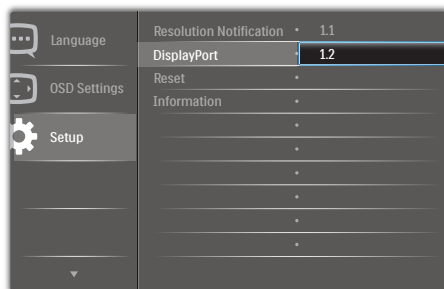 Language
OSD Settings
Setup
Resolution Notification • 1.1
DisplayPort • 1.2
Reset •
Information •
•
•
•
•
•
•